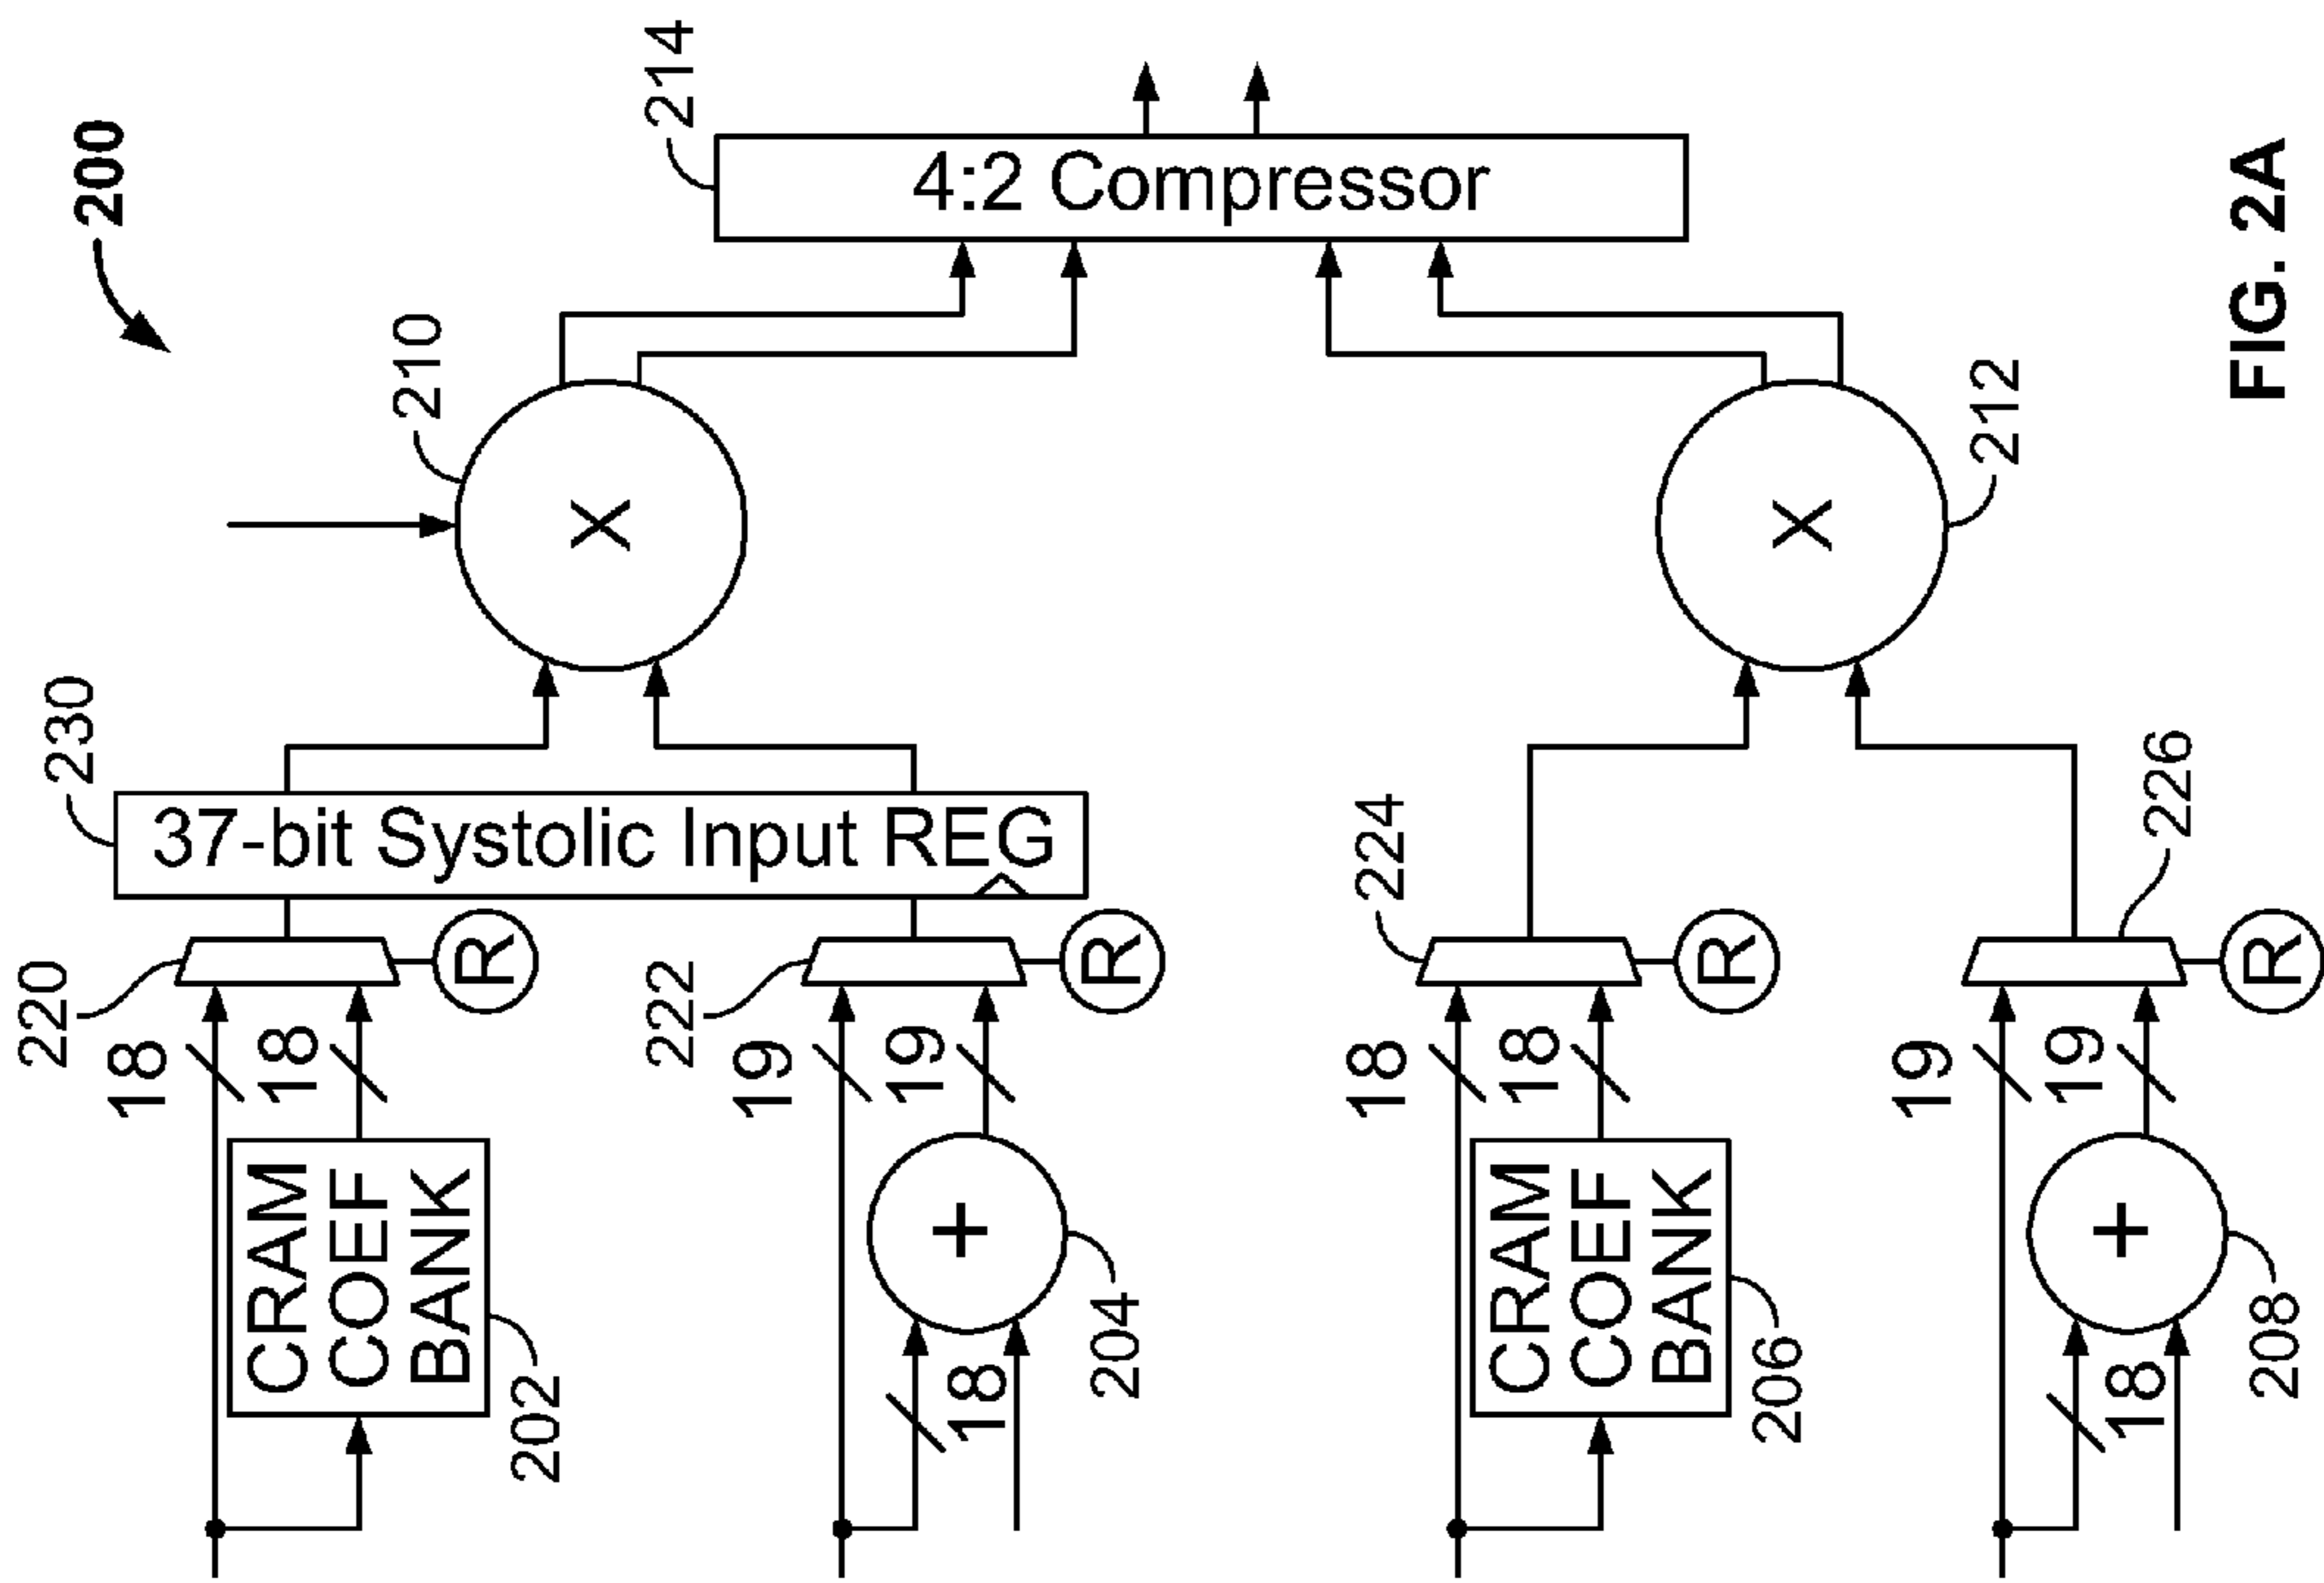 200
220
18
18
CRAM
COEF
BANK
202
R
230
37-bit Systolic Input REG
210
X
214
4:2 Compressor
222
19
19
+
18
204
R
224
18
18
CRAM
COEF
BANK
206
R
X
212
226
19
19
+
18
208
R
FIG. 2A